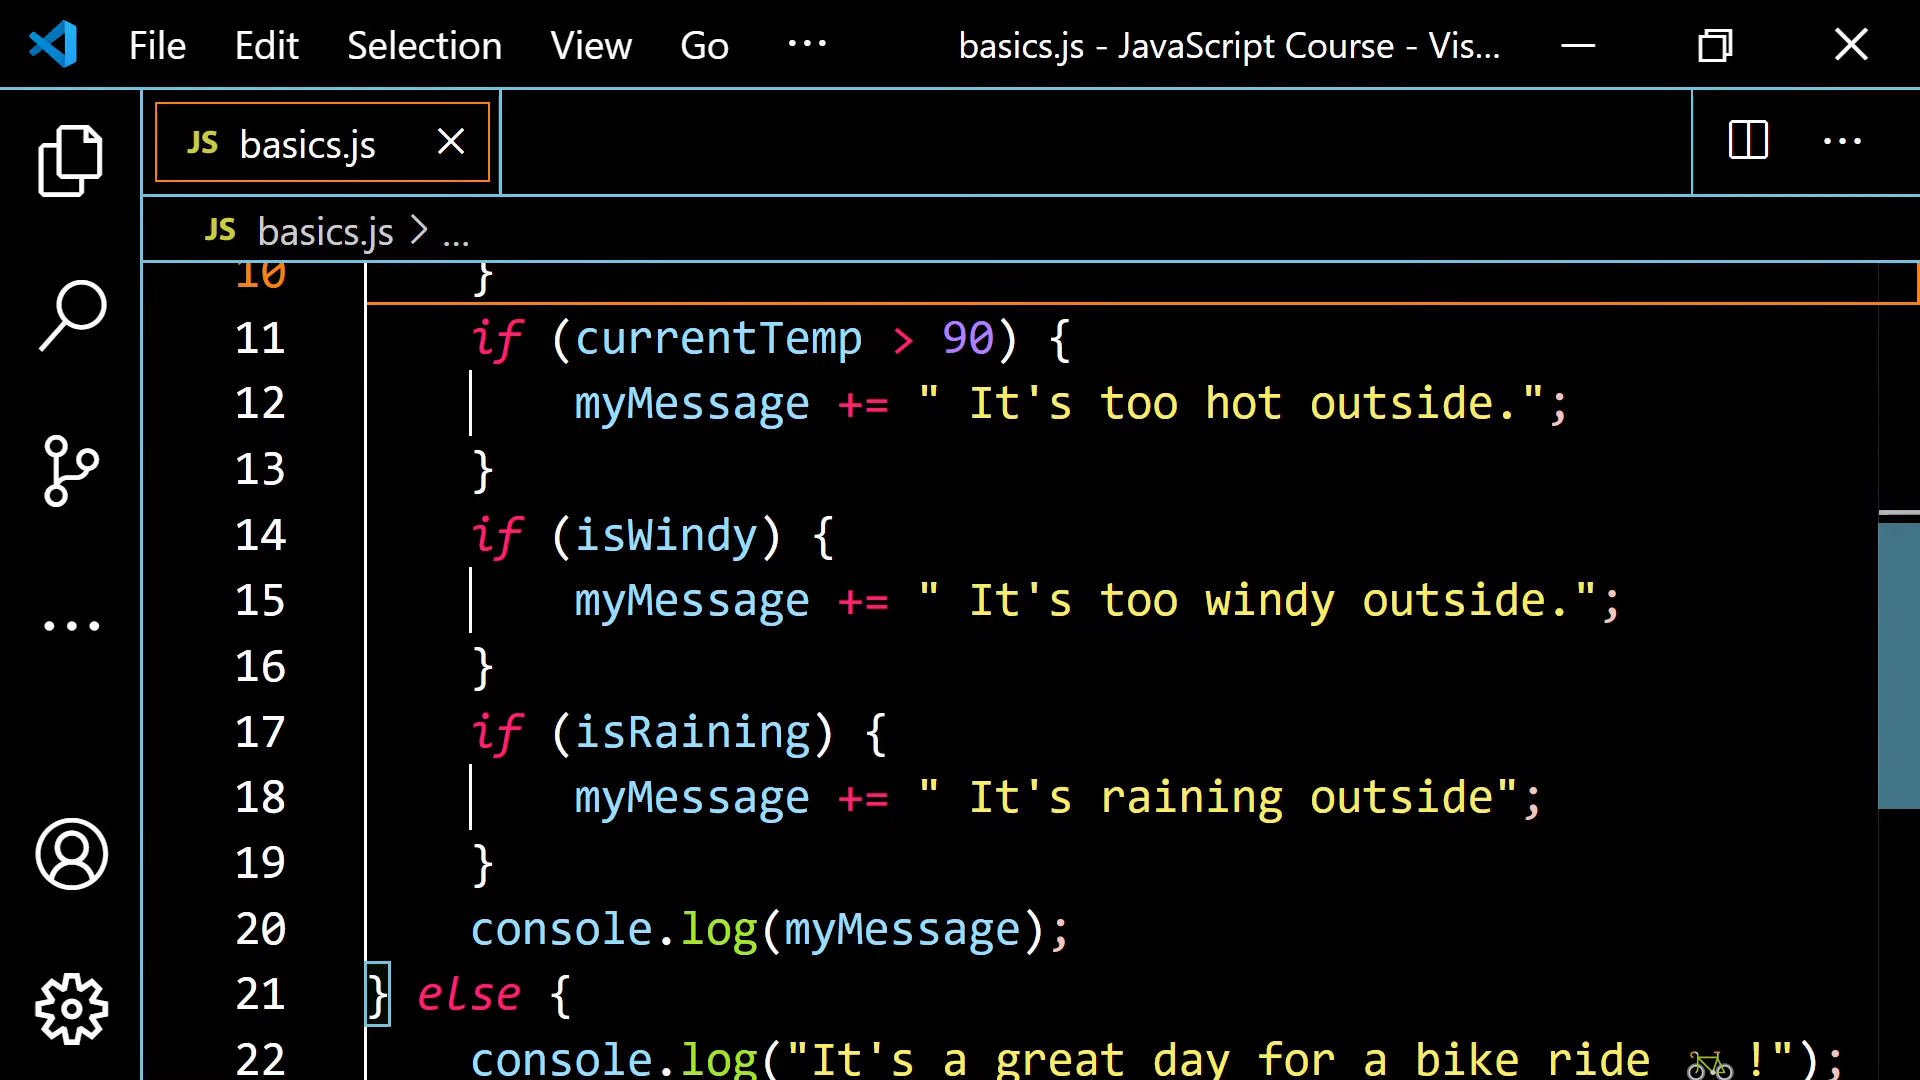 File Edit Selection View Go ··· basics.js - JavaScript Course - Vis...
JS basics.js
JS basics.js > ...
10 }
11 if (currentTemp > 90) {
12 myMessage += " It's too hot outside.";
13 }
14 if (isWindy) {
15 myMessage += " It's too windy outside.";
16 }
17 if (isRaining) {
18 myMessage += " It's raining outside";
19 }
20 console.log(myMessage);
21 } else {
22 console.log("It's a great day for a bike ride 🚲!");